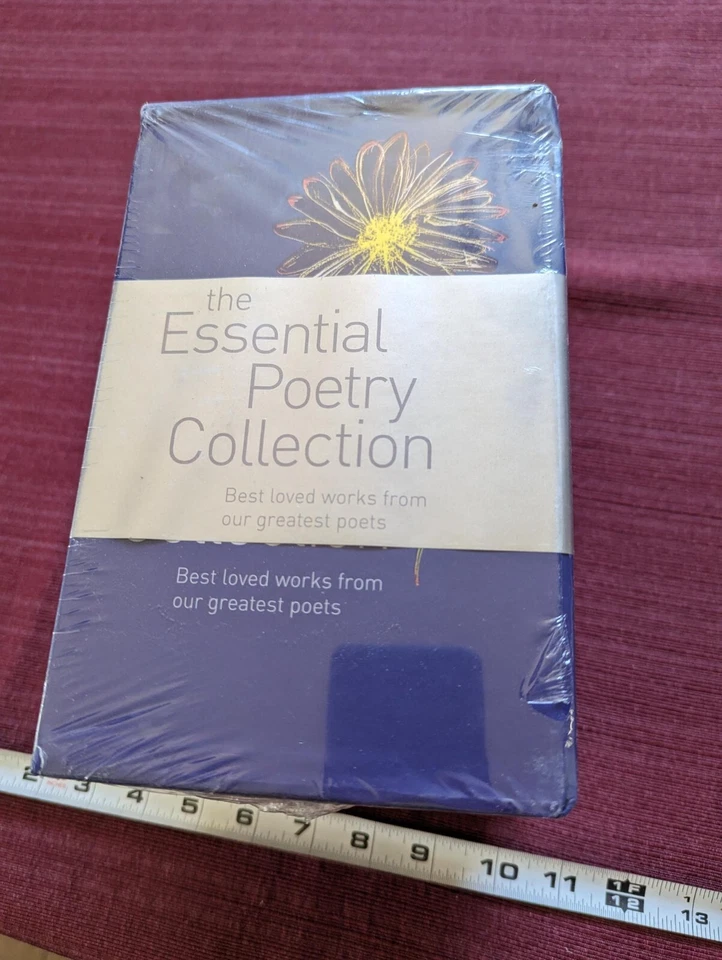 the
Essential
Poetry
Collection
Best loved works from
our greatest poets
Best loved works from
our greatest poets
2 3 4 5 6 7 8 9 10 11 1F 12 13